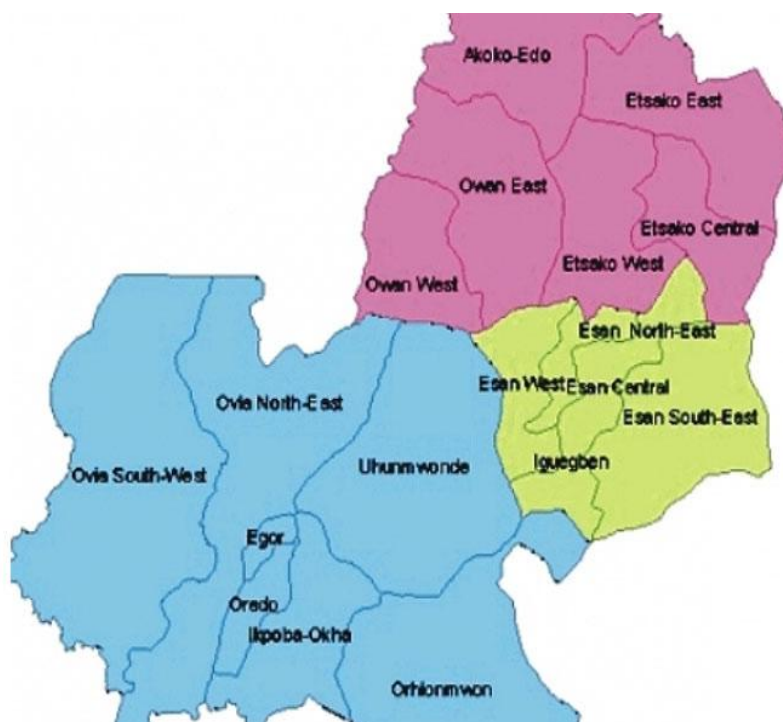 Akoko-Edo
Etsako East
Owan East
Etsako Central
Etsako West
Owan West
Esan North-East
Esan West
Esan Central
Ovia North-East
Esan South-East
Iguegben
Uhunmwonde
Ovia South-West
Egor
Oredo
Ikpoba-Okha
Orhionmwon